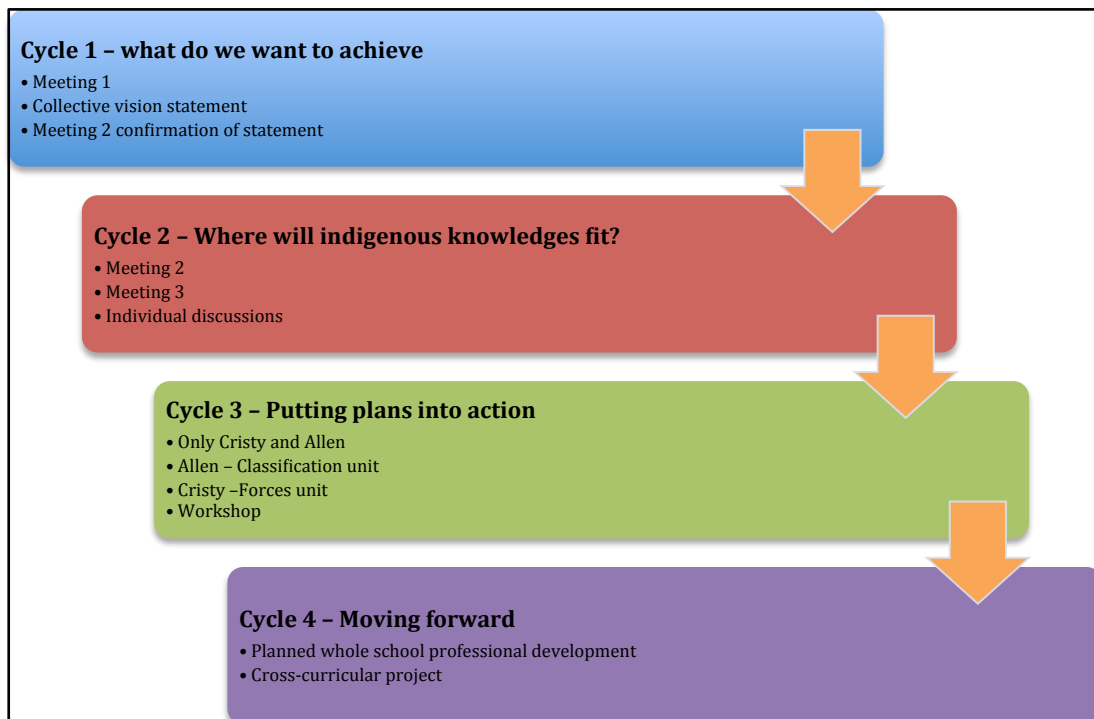 Cycle 1 – what do we want to achieve
• Meeting 1
• Collective vision statement
• Meeting 2 confirmation of statement
Cycle 2 – Where will indigenous knowledges fit?
• Meeting 2
• Meeting 3
• Individual discussions
Cycle 3 – Putting plans into action
• Only Cristy and Allen
• Allen – Classification unit
• Cristy –Forces unit
• Workshop
Cycle 4 – Moving forward
• Planned whole school professional development
• Cross-curricular project